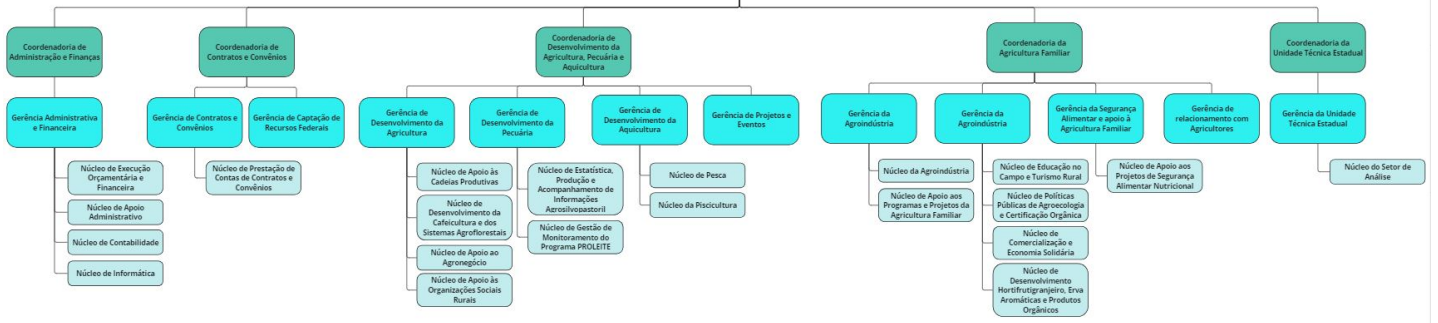 Coordenadoria de
Administração e Finanças
Coordenadoria de
Contratos e Convênios
Coordenadoria de
Desenvolvimento da
Agricultura, Pecuária e
Aquicultura
Coordenadoria da
Agricultura Familiar
Coordenadoria da
Unidade Técnica Estadual
Gerência Administrativa
e Financeira
Gerência de Contratos e
Convênios
Gerência de Captação de
Recursos Federais
Gerência de
Desenvolvimento da
Agricultura
Gerência de
Desenvolvimento da
Pecuária
Gerência de
Desenvolvimento da
Aquicultura
Gerência de Projetos e
Eventos
Gerência da
Agroindústria
Gerência da
Agroindústria
Gerência da Segurança
Alimentar e apoio à
Agricultura Familiar
Gerência de
relacionamento com
Agricultores
Gerência da Unidade
Técnica Estadual
Núcleo de Execução
Orçamentária e
Financeira
Núcleo de Apoio
Administrativo
Núcleo de Contabilidade
Núcleo de Informática
Núcleo de Prestação de
Contas de Contratos e
Convênios
Núcleo de Apoio às
Cadeias Produtivas
Núcleo de
Desenvolvimento da
Cafeicultura e dos
Sistemas Agroflorestais
Núcleo de Apoio ao
Agronegócio
Núcleo de Apoio às
Organizações Sociais
Rurais
Núcleo de Estatística,
Produção e
Acompanhamento de
Informações
Agrosilvopastoril
Núcleo de Gestão de
Monitoramento do
Programa PROLEITE
Núcleo de Pesca
Núcleo da Piscicultura
Núcleo da Agroindústria
Núcleo de Apoio aos
Programas e Projetos da
Agricultura Familiar
Núcleo de Educação no
Campo e Turismo Rural
Núcleo de Políticas
Públicas de Agroecologia
e Certificação Orgânica
Núcleo de
Comercialização e
Economia Solidária
Núcleo de
Desenvolvimento
Hortifrutigranjeiro, Erva
Aromáticas e Produtos
Orgânicos
Núcleo de Apoio aos
Projetos de Segurança
Alimentar Nutricional
Núcleo do Setor de
Análise